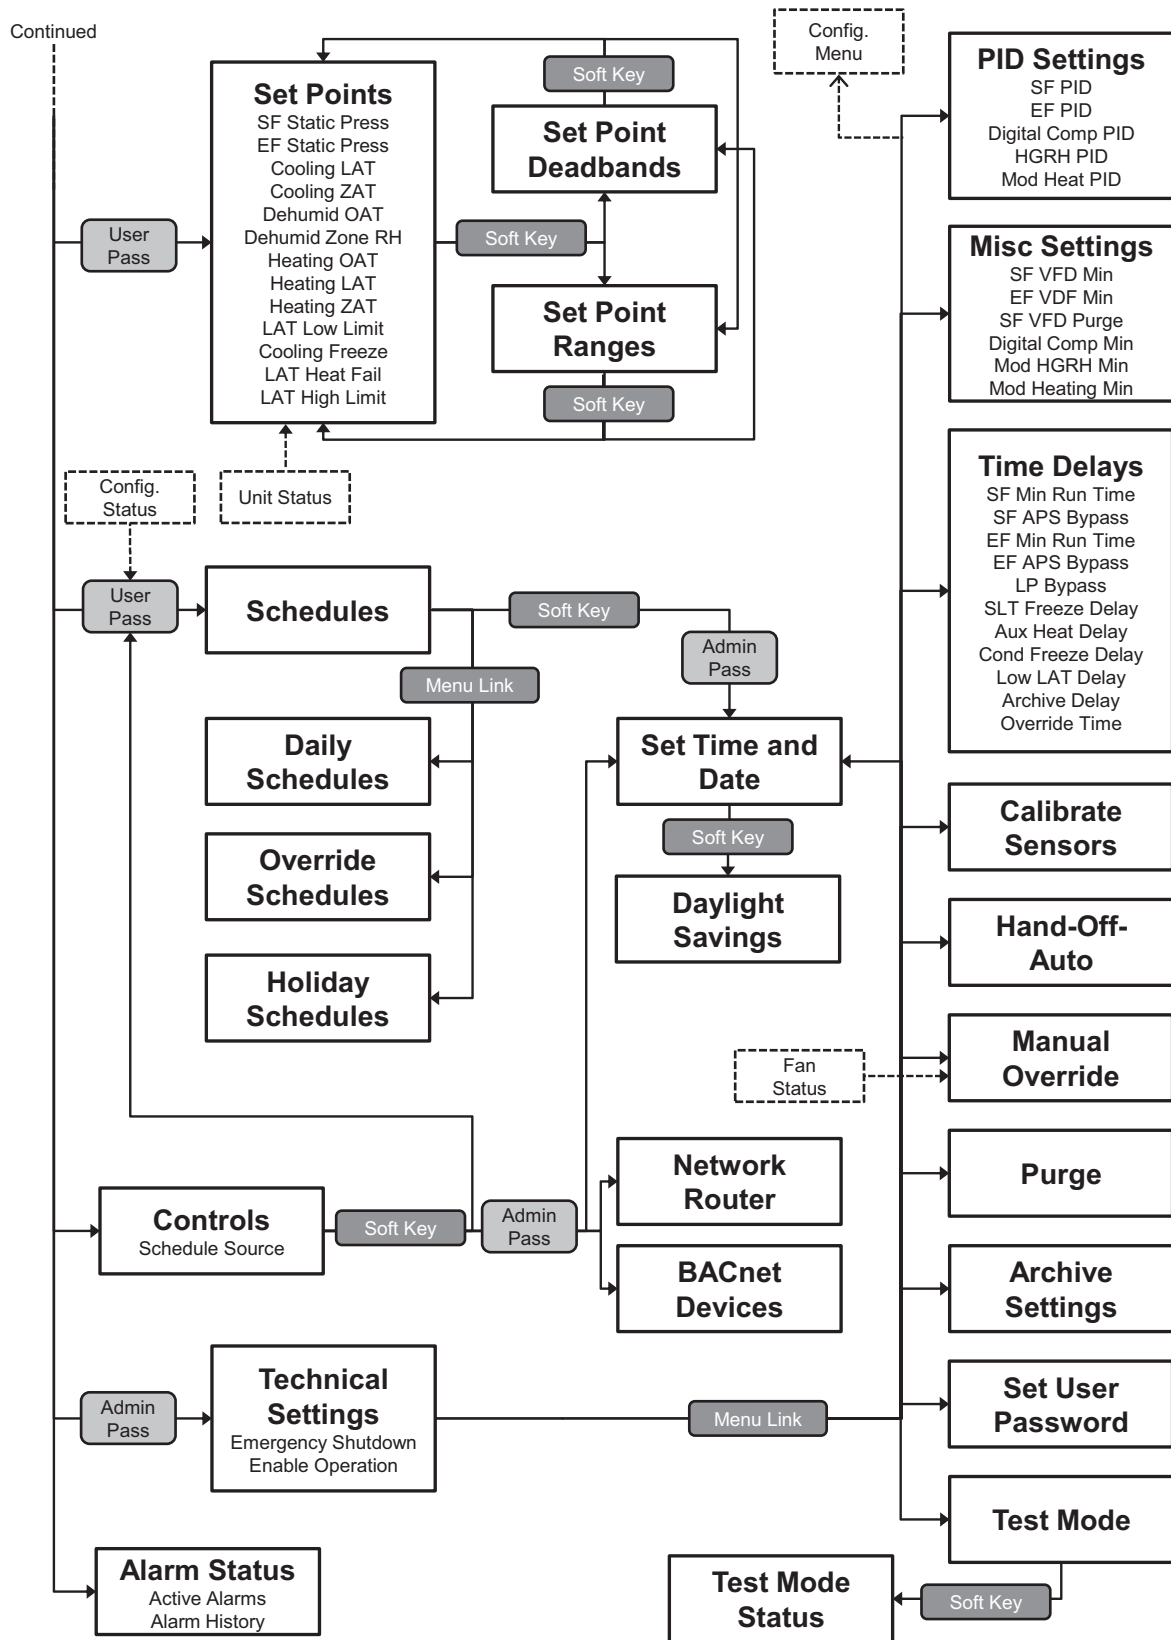 Continued
Set Points
SF Static Press
EF Static Press
Cooling LAT
Cooling ZAT
Dehumid OAT
Dehumid Zone RH
Heating OAT
Heating LAT
Heating ZAT
LAT Low Limit
Cooling Freeze
LAT Heat Fail
LAT High Limit
User
Pass
Soft Key
Soft Key
Set Point
Deadbands
Set Point
Ranges
Soft Key
Config.
Menu
Unit Status
Config.
Status
User
Pass
Schedules
Soft Key
Admin
Pass
Menu Link
Daily
Schedules
Override
Schedules
Holiday
Schedules
Set Time and
Date
Soft Key
Daylight
Savings
Fan
Status
Controls
Schedule Source
Soft Key
Admin
Pass
Network
Router
BACnet
Devices
Admin
Pass
Technical
Settings
Emergency Shutdown
Enable Operation
Menu Link
Alarm Status
Active Alarms
Alarm History
PID Settings
SF PID
EF PID
Digital Comp PID
HGRH PID
Mod Heat PID
Misc Settings
SF VFD Min
EF VDF Min
SF VFD Purge
Digital Comp Min
Mod HGRH Min
Mod Heating Min
Time Delays
SF Min Run Time
SF APS Bypass
EF Min Run Time
EF APS Bypass
LP Bypass
SLT Freeze Delay
Aux Heat Delay
Cond Freeze Delay
Low LAT Delay
Archive Delay
Override Time
Calibrate
Sensors
Hand-Off-
Auto
Manual
Override
Purge
Archive
Settings
Set User
Password
Test Mode
Soft Key
Test Mode
Status